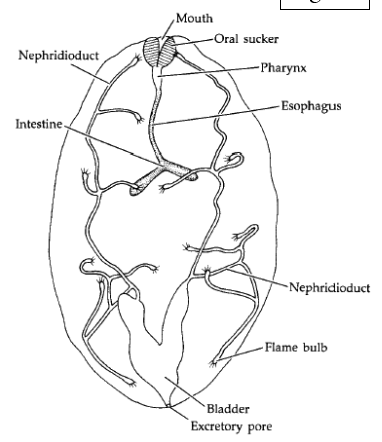 Mouth
Oral sucker
Nephridioduct
Pharynx
Esophagus
Intestine
Nephridioduct
Flame bulb
Bladder
Excretory pore